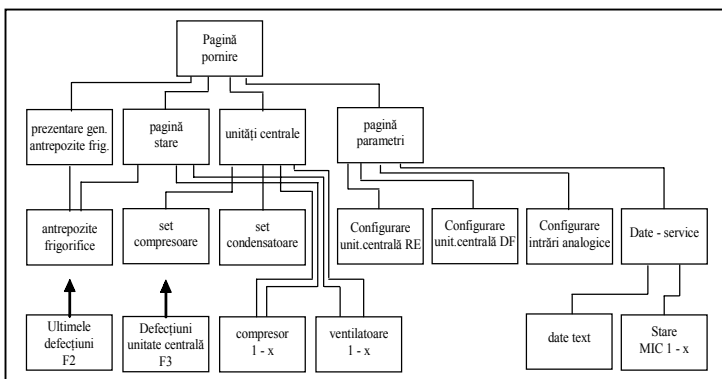 Pagină
pornire
prezentare gen.
antrepozite frig.
pagină
stare
unități centrale
pagină
parametri
antrepozite
frigorifice
set
compresoare
set
condensatoare
Configurare
unit.centrală RE
Configurare
unit.centrală DF
Configurare
intrări analogice
Date - service
Ultimele
defecțiuni
F2
Defecțiuni
unitate centrală
F3
compresor
1 - x
ventilatoare
1 - x
date text
Stare
MIC 1 - x